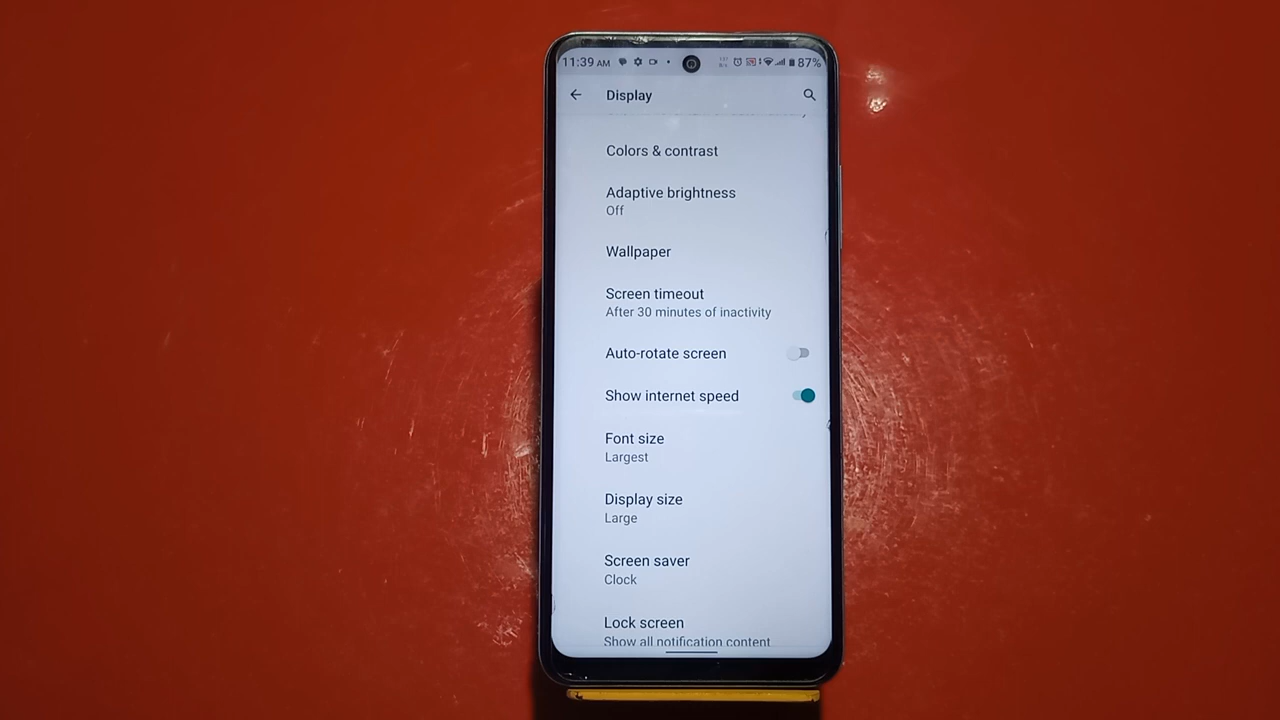 11:39 AM 87%
Display
Colors & contrast
Adaptive brightness
Off
Wallpaper
Screen timeout
After 30 minutes of inactivity
Auto-rotate screen
Show internet speed
Font size
Largest
Display size
Large
Screen saver
Clock
Lock screen
Show all notification content